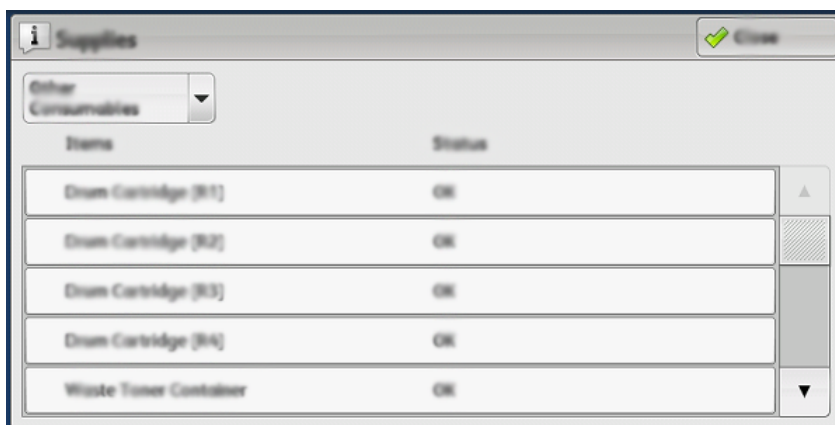 Supplies
Close
Other
Consumables
Items Status
Drum Cartridge [R1] OK
Drum Cartridge [R2] OK
Drum Cartridge [R3] OK
Drum Cartridge [R4] OK
Waste Toner Container OK